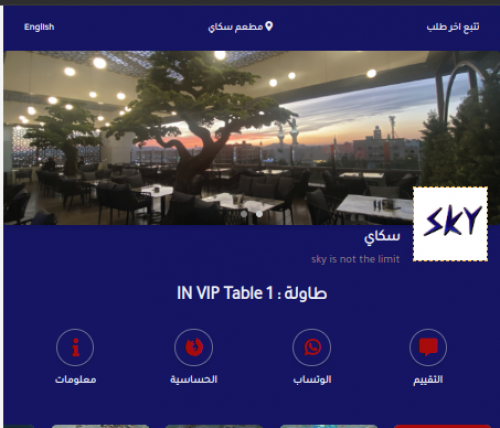 تتبع اخر طلب
مطعم سكاي
English
SKY
سكاي
sky is not the limit
طاولة : IN VIP Table 1
التقييم
الوتساب
الحساسية
معلومات